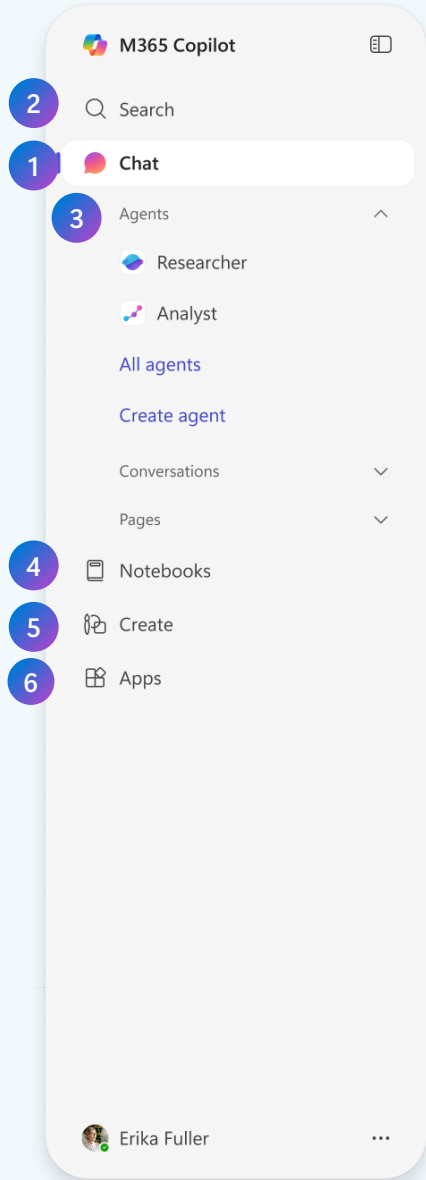 M365 Copilot
2 Search
1 Chat
3 Agents
Researcher
Analyst
All agents
Create agent
Conversations
Pages
4 Notebooks
5 Create
6 Apps
Erika Fuller